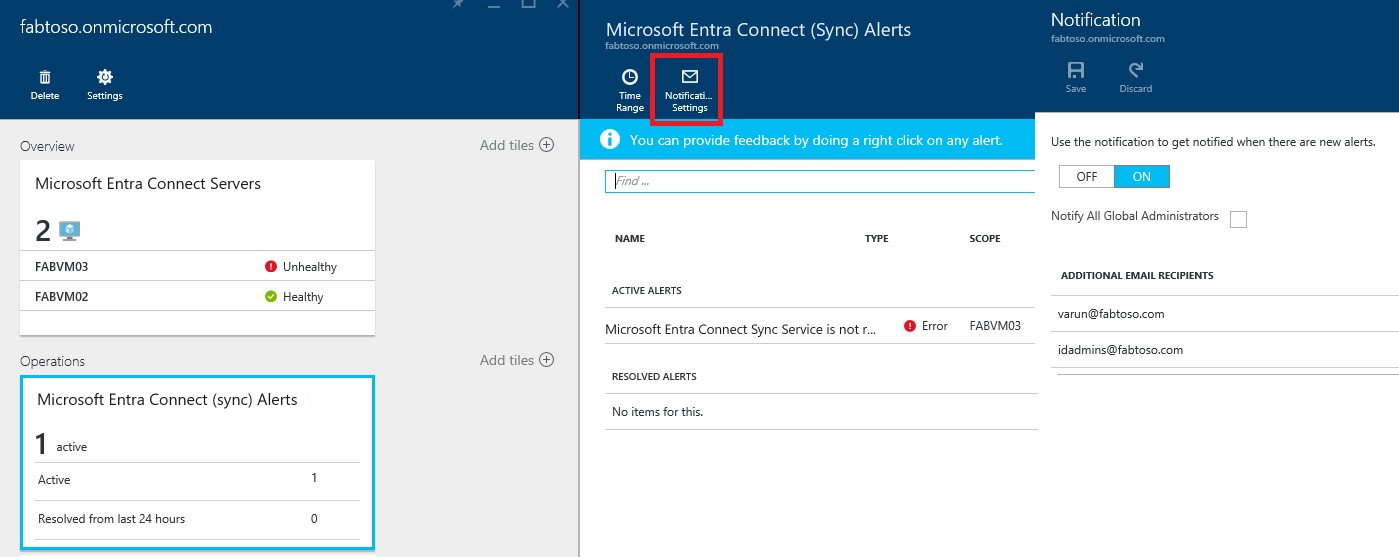 fabtoso.onmicrosoft.com
Delete
Settings
Overview
Add tiles
Microsoft Entra Connect Servers
2
FABVM03 Unhealthy
FABVM02 Healthy
Operations
Add tiles
Microsoft Entra Connect (sync) Alerts
1 active
Active 1
Resolved from last 24 hours 0
Microsoft Entra Connect (Sync) Alerts
fabtoso.onmicrosoft.com
Time
Range
Notificati...
Settings
You can provide feedback by doing a right click on any alert.
Find ...
NAME TYPE SCOPE
ACTIVE ALERTS
Microsoft Entra Connect Sync Service is not r... Error FABVM03
RESOLVED ALERTS
No items for this.
Notification
fabtoso.onmicrosoft.com
Save
Discard
Use the notification to get notified when there are new alerts.
OFF ON
Notify All Global Administrators
ADDITIONAL EMAIL RECIPIENTS
varun@fabtoso.com
idadmins@fabtoso.com